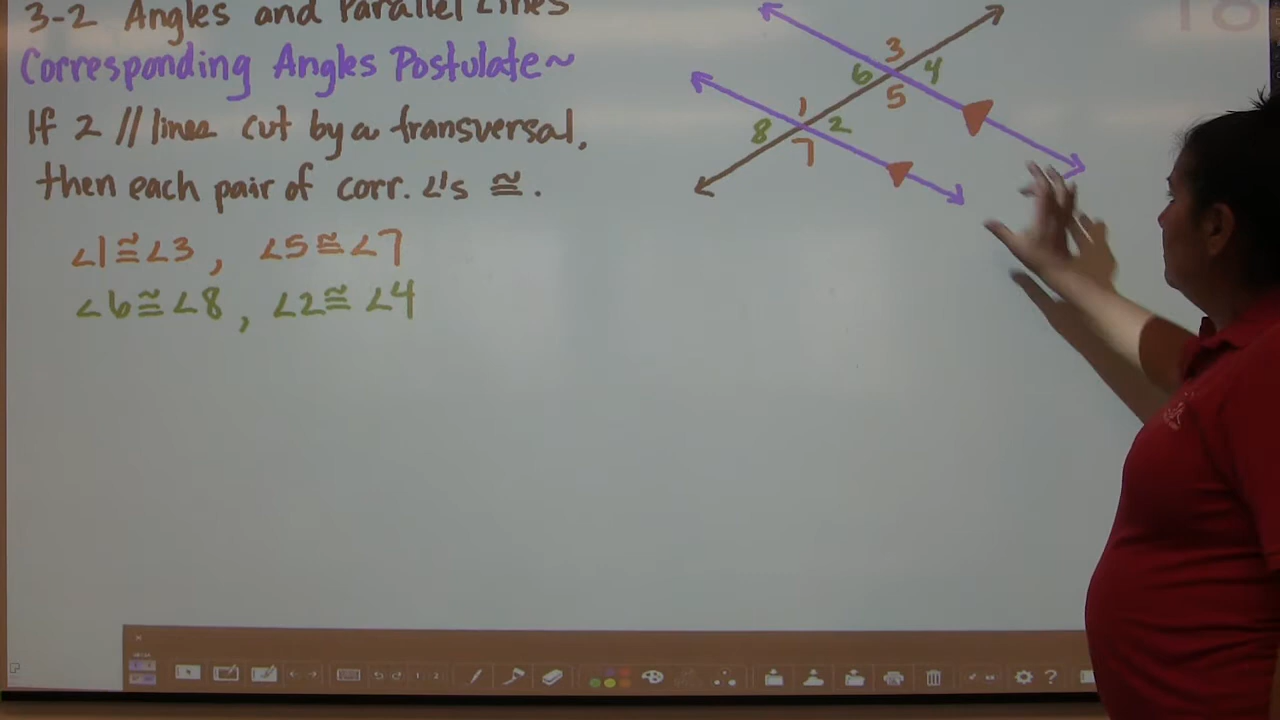 3-2 Angles and Parallel Lines
Corresponding Angles Postulate~
If 2 // lines cut by a transversal,
then each pair of corr. ∠'s ≅.
∠1≅∠3, ∠5≅∠7
∠6≅∠8, ∠2≅∠4
3
6 4
5
1
8 2
7
18